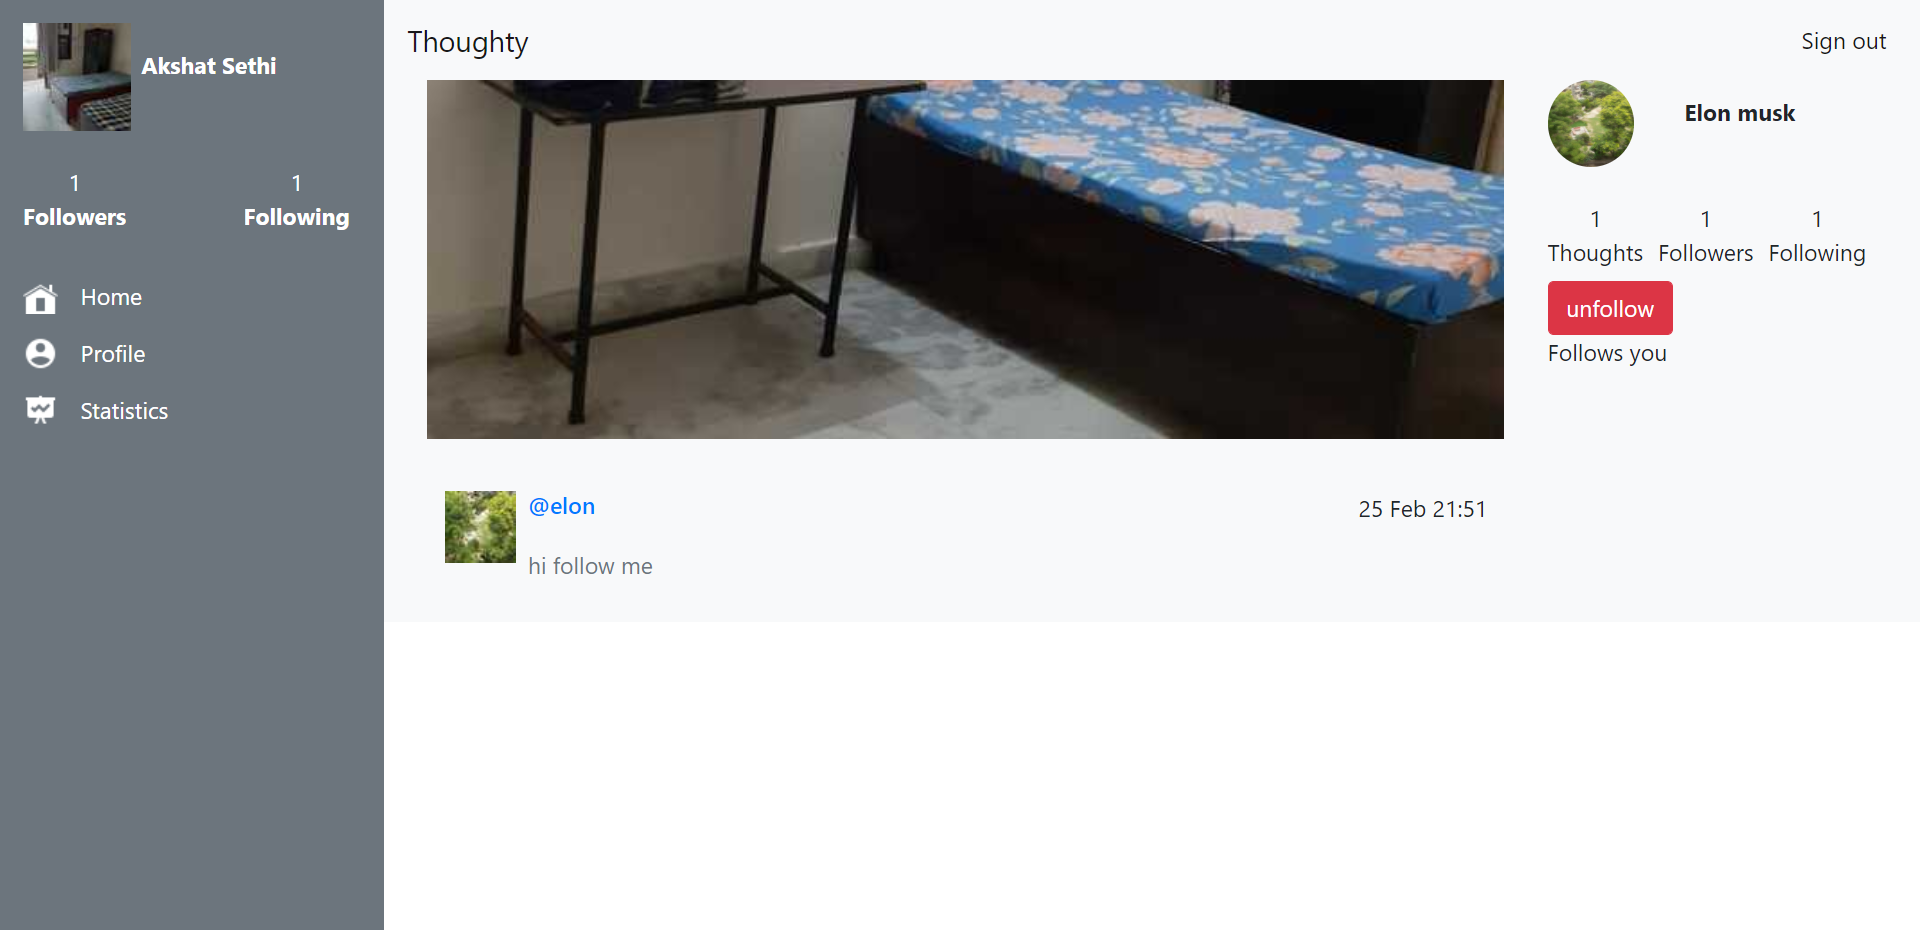 Akshat Sethi
1 1
Followers Following
Home
Profile
Statistics
Thoughty
Sign out
Elon musk
1 1 1
Thoughts Followers Following
unfollow
Follows you
@elon
25 Feb 21:51
hi follow me